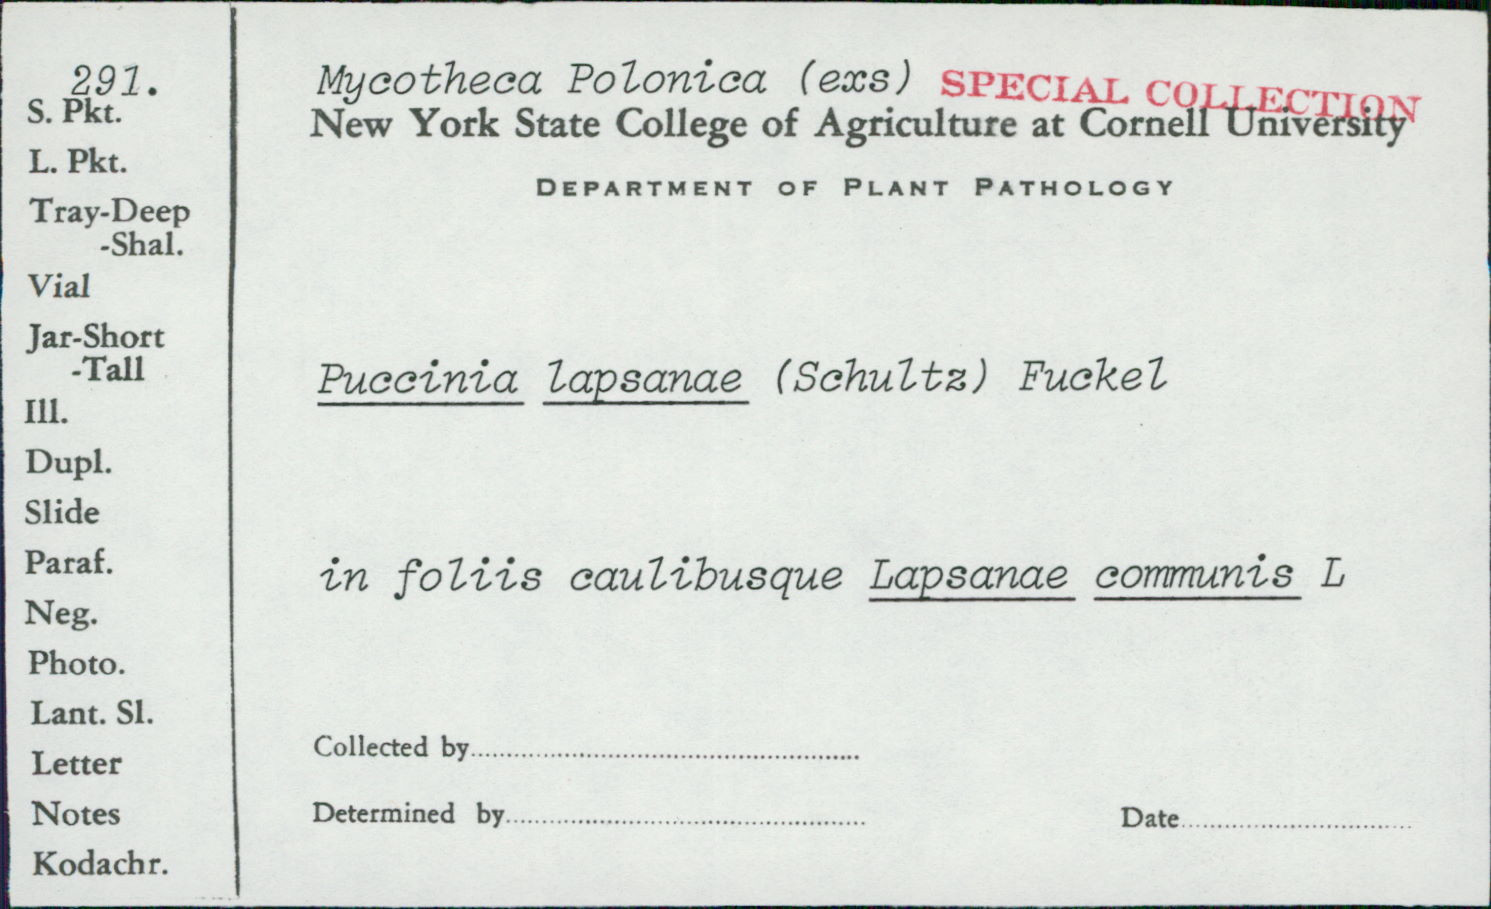 291.
S. Pkt.
L. Pkt.
Tray-Deep
-Shal.
Vial
Jar-Short
-Tall
Ill.
Dupl.
Slide
Paraf.
Neg.
Photo.
Lant. Sl.
Letter
Notes
Kodachr.
Mycotheca Polonica (exs) SPECIAL COLLECTION
New York State College of Agriculture at Cornell University
DEPARTMENT OF PLANT PATHOLOGY
Puccinia lapsanae (Schultz) Fuckel
in foliis caulibusque Lapsanae communis L
Collected by
Determined by
Date